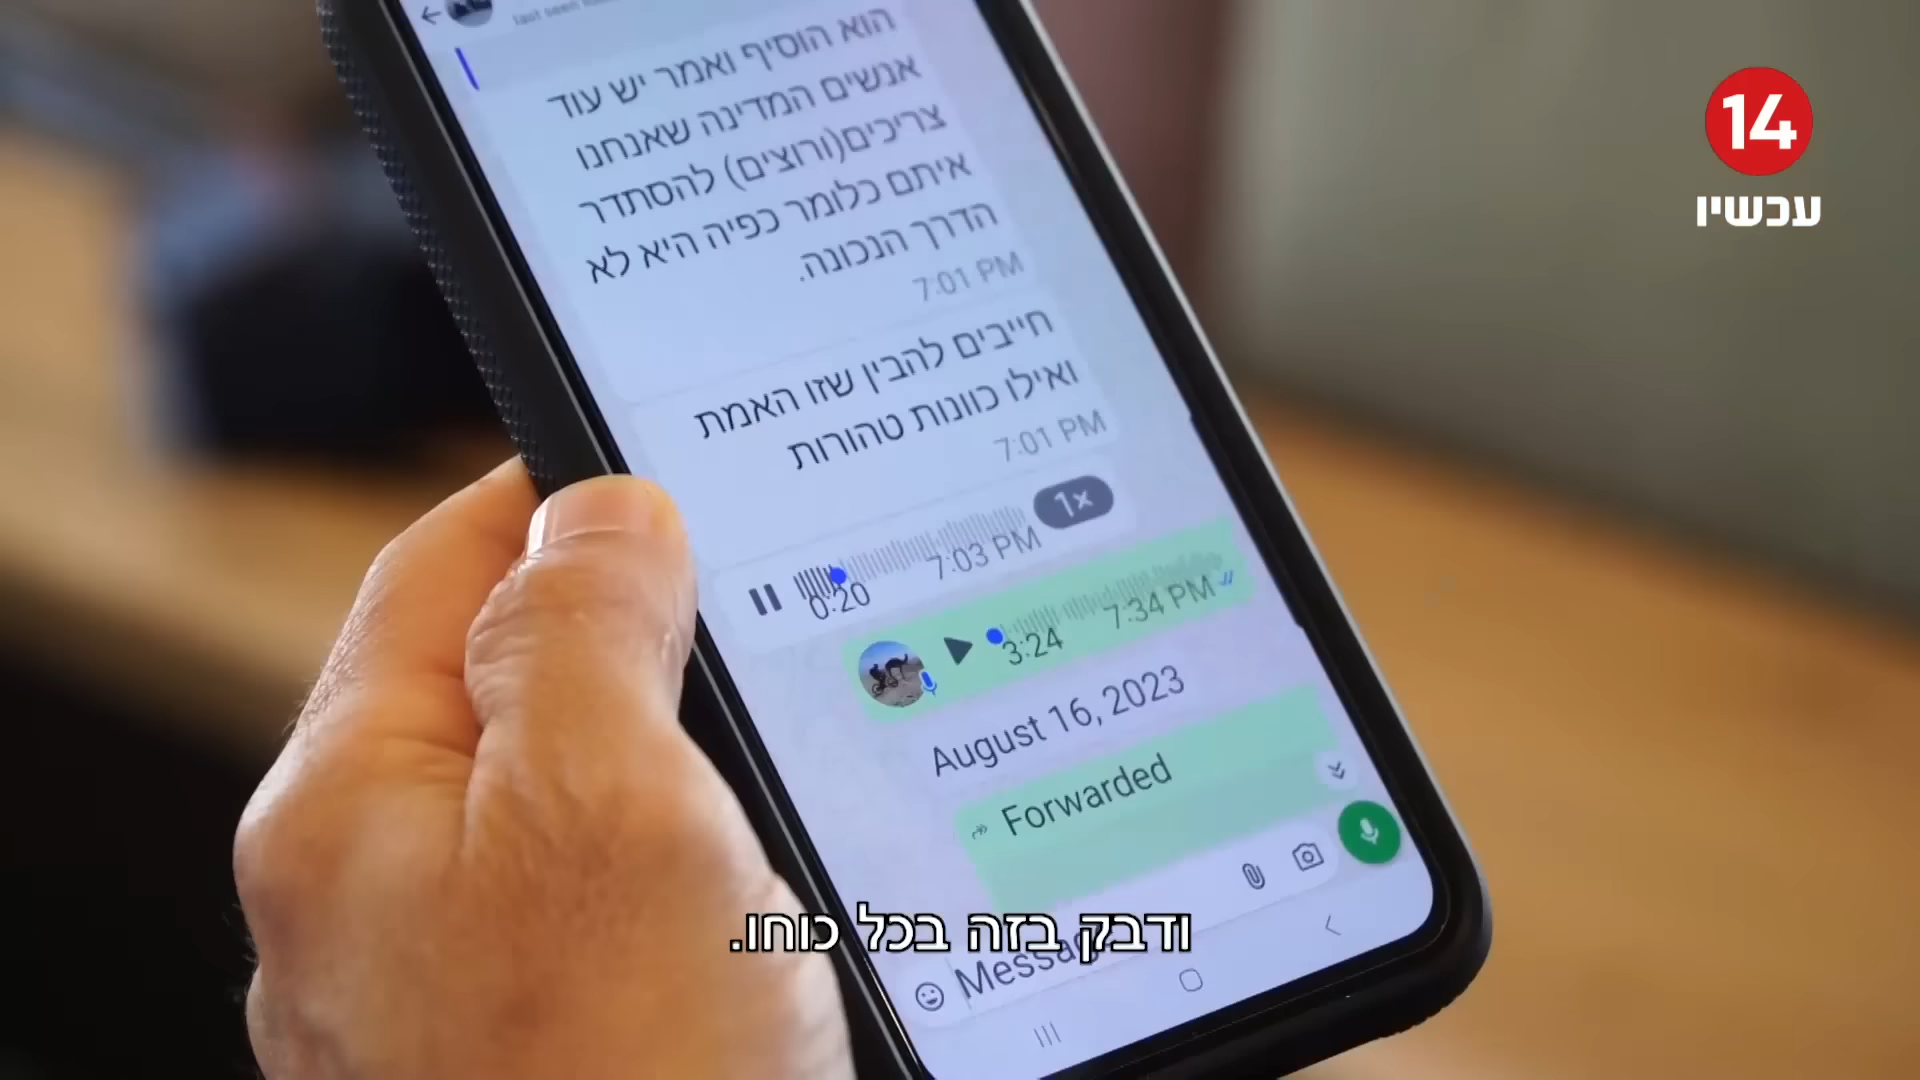 last seen
הוא הוסיף ואמר יש עוד
אנשים המדינה שאנחנו
צריכים(ורוצים) להסתדר
איתם כלומר כפיה היא לא
הדרך הנכונה.
7:01 PM
חייבים להבין שזו האמת
ואילו כוונות טהורות
7:01 PM
1x
0:20
7:03 PM
3:24
7:34 PM
August 16, 2023
Forwarded
Message
ודבק בזה בכל כוחו.
14
עכשיו